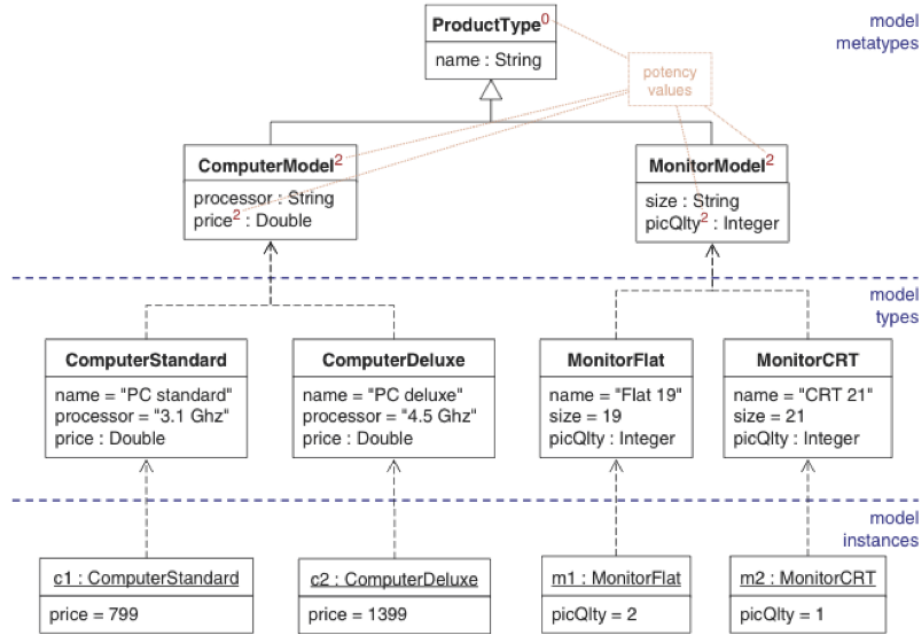 ProductType0
name : String
model
metatypes
potency
values
ComputerModel2
processor : String
price2 : Double
MonitorModel2
size : String
picQlty2 : Integer
model
types
ComputerStandard
name = "PC standard"
processor = "3.1 Ghz"
price : Double
ComputerDeluxe
name = "PC deluxe"
processor = "4.5 Ghz"
price : Double
MonitorFlat
name = "Flat 19"
size = 19
picQlty : Integer
MonitorCRT
name = "CRT 21"
size = 21
picQlty : Integer
model
instances
c1 : ComputerStandard
price = 799
c2 : ComputerDeluxe
price = 1399
m1 : MonitorFlat
picQlty = 2
m2 : MonitorCRT
picQlty = 1